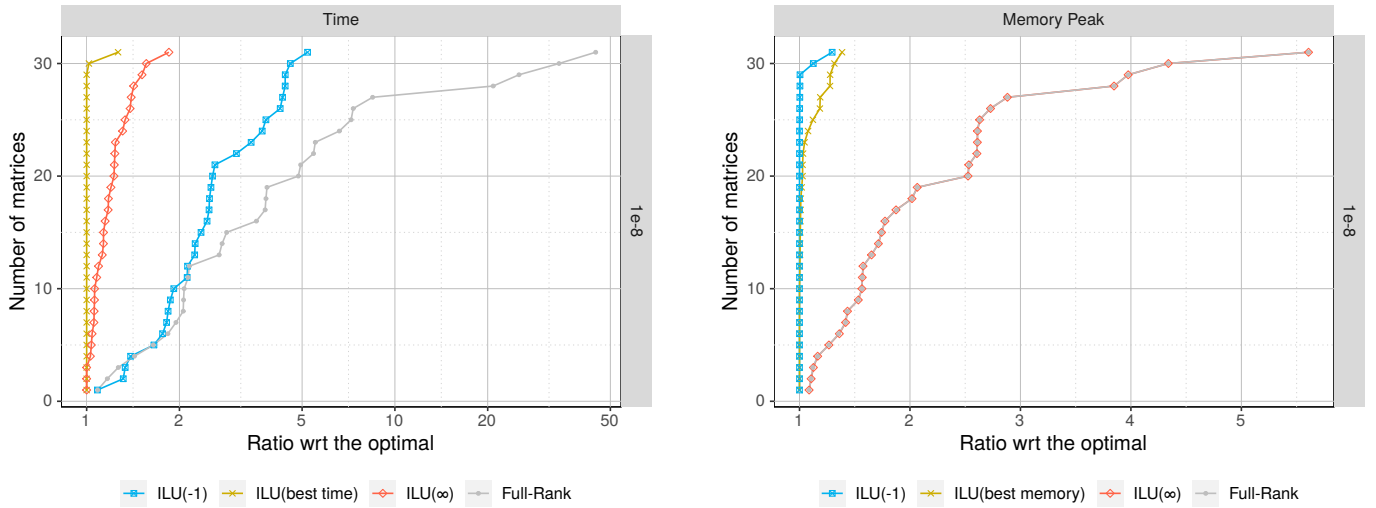 Time
Number of matrices
30
20
10
0
1e-8
1 2 5 10 20 50
Ratio wrt the optimal
ILU(-1) ILU(best time) ILU(∞) Full-Rank
Memory Peak
Number of matrices
30
20
10
0
1e-8
1 2 3 4 5
Ratio wrt the optimal
ILU(-1) ILU(best memory) ILU(∞) Full-Rank